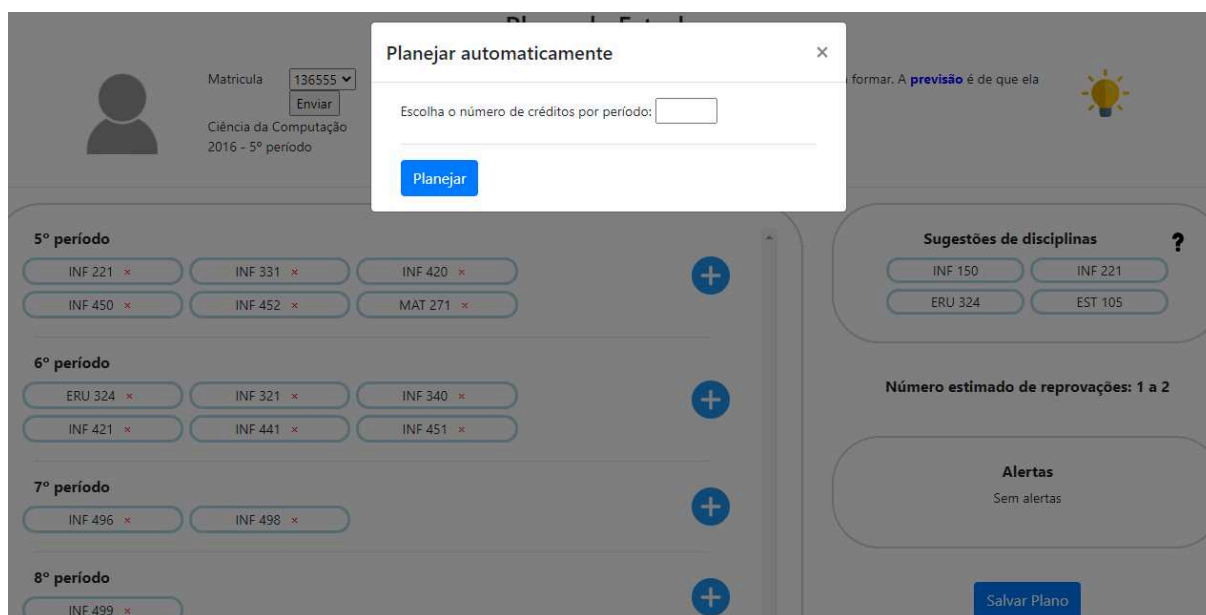 Planejar automaticamente ×
Matricula 136555
Enviar
Ciência da Computação
2016 - 5º período
formar. A previsão é de que ela
Escolha o número de créditos por período:
Planejar
5º período
INF 221 × INF 331 × INF 420 ×
INF 450 × INF 452 × MAT 271 ×
6º período
ERU 324 × INF 321 × INF 340 ×
INF 421 × INF 441 × INF 451 ×
7º período
INF 496 × INF 498 ×
8º período
INF 499 ×
Sugestões de disciplinas ?
INF 150 INF 221
ERU 324 EST 105
Número estimado de reprovações: 1 a 2
Alertas
Sem alertas
Salvar Plano